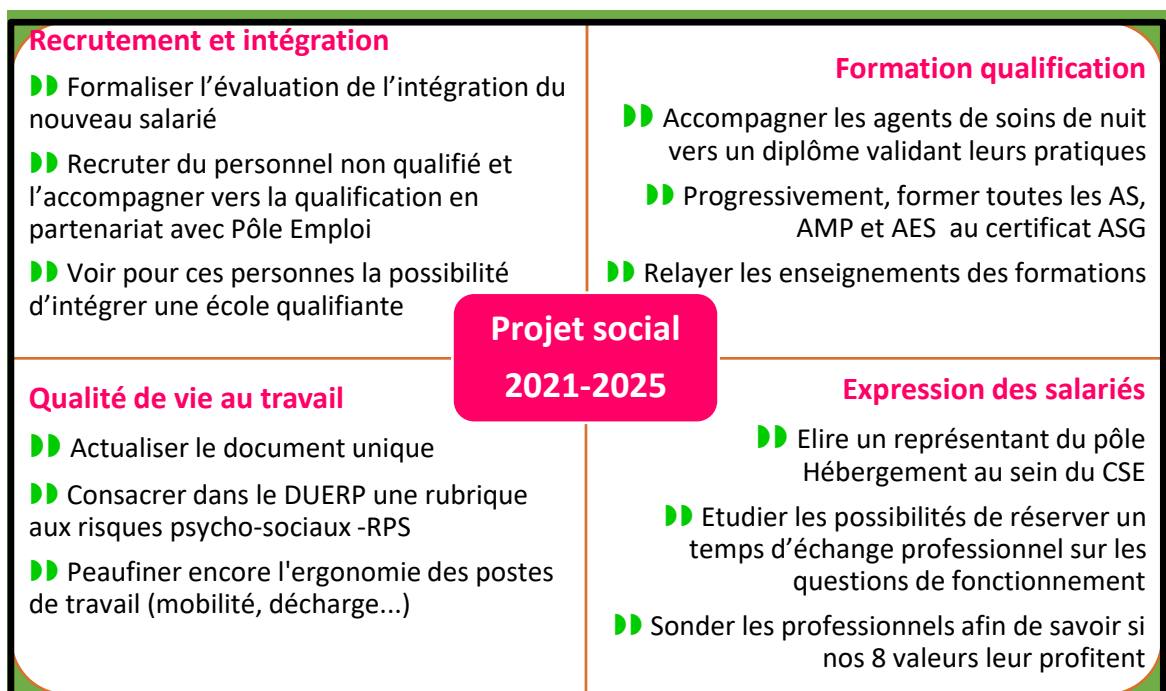 Recrutement et intégration
Formaliser l’évaluation de l’intégration du
nouveau salarié
Recruter du personnel non qualifié et
l’accompagner vers la qualification en
partenariat avec Pôle Emploi
Voir pour ces personnes la possibilité
d’intégrer une école qualifiante
Formation qualification
Accompagner les agents de soins de nuit
vers un diplôme validant leurs pratiques
Progressivement, former toutes les AS,
AMP et AES au certificat ASG
Relayer les enseignements des formations
Projet social
2021-2025
Qualité de vie au travail
Actualiser le document unique
Consacrer dans le DUERP une rubrique
aux risques psycho-sociaux -RPS
Peaufiner encore l'ergonomie des postes
de travail (mobilité, décharge...)
Expression des salariés
Elire un représentant du pôle
Hébergement au sein du CSE
Etudier les possibilités de réserver un
temps d’échange professionnel sur les
questions de fonctionnement
Sonder les professionnels afin de savoir si
nos 8 valeurs leur profitent